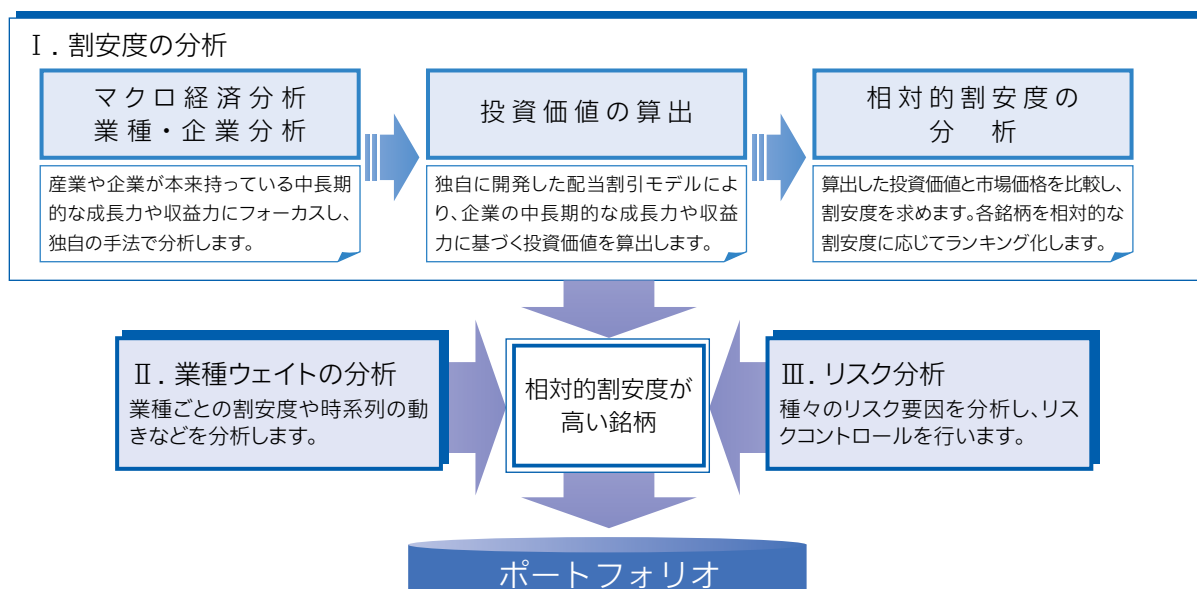 Ⅰ．割安度の分析
マクロ経済分析
業種・企業分析
産業や企業が本来持っている中長期
的な成長力や収益力にフォーカスし、
独自の手法で分析します。
投資価値の算出
独自に開発した配当割引モデルによ
り、企業の中長期的な成長力や収益
力に基づく投資価値を算出します。
相対的割安度の
分　析
算出した投資価値と市場価格を比較し、
割安度を求めます。各銘柄を相対的な
割安度に応じてランキング化します。
Ⅱ．業種ウェイトの分析
業種ごとの割安度や時系列の動
きなどを分析します。
相対的割安度が
高い銘柄
Ⅲ．リスク分析
種々のリスク要因を分析し、リス
クコントロールを行います。
ポートフォリオ